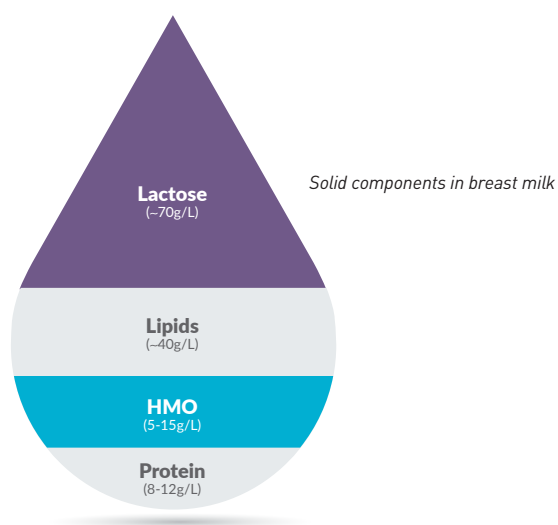 Lactose
(~70g/L)
Solid components in breast milk
Lipids
(~40g/L)
HMO
(5-15g/L)
Protein
(8-12g/L)